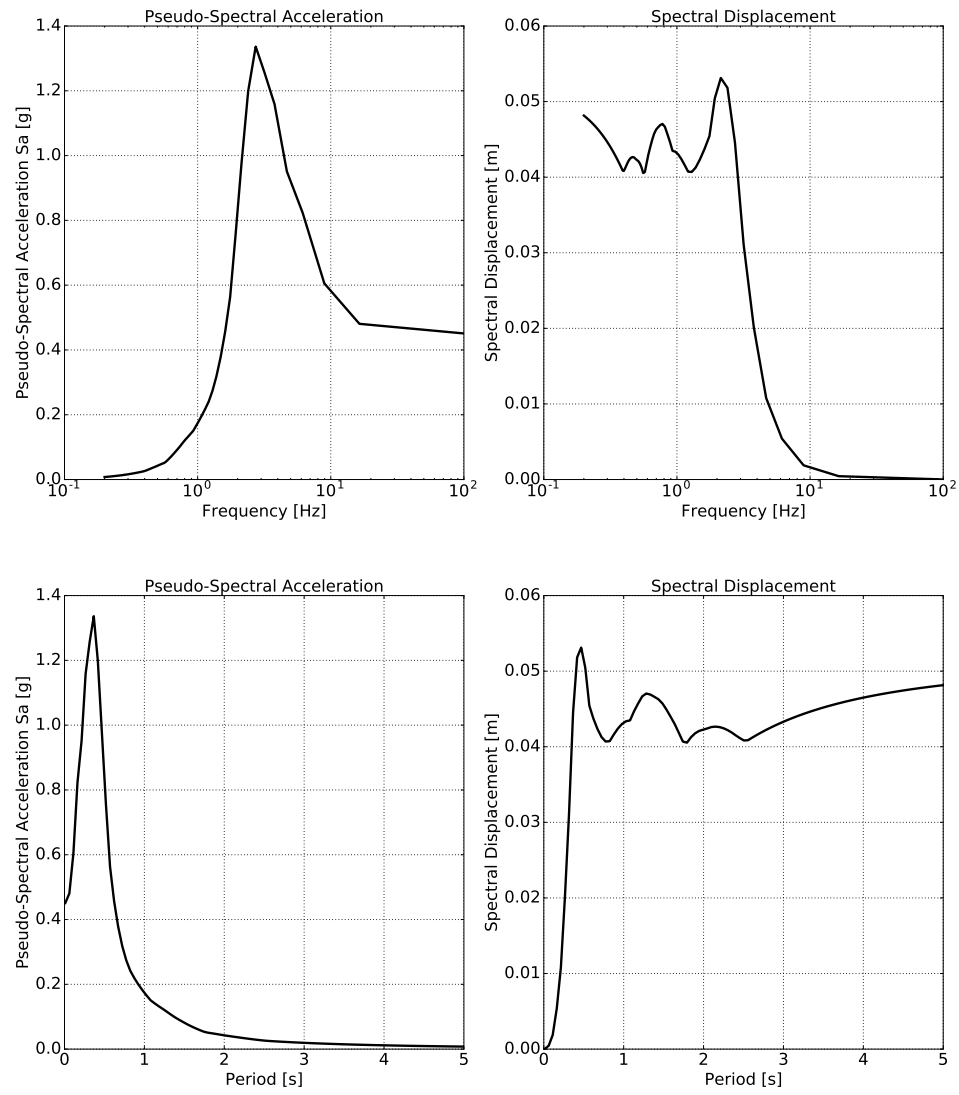 Pseudo-Spectral Acceleration
Pseudo-Spectral Acceleration Sa [g]
1.4
1.2
1.0
0.8
0.6
0.4
0.2
0.0
10^-1 10^0 10^1 10^2
Frequency [Hz]
Spectral Displacement
Spectral Displacement [m]
0.06
0.05
0.04
0.03
0.02
0.01
0.00
10^-1 10^0 10^1 10^2
Frequency [Hz]
Pseudo-Spectral Acceleration
Pseudo-Spectral Acceleration Sa [g]
1.4
1.2
1.0
0.8
0.6
0.4
0.2
0.0
0 1 2 3 4 5
Period [s]
Spectral Displacement
Spectral Displacement [m]
0.06
0.05
0.04
0.03
0.02
0.01
0.00
0 1 2 3 4 5
Period [s]